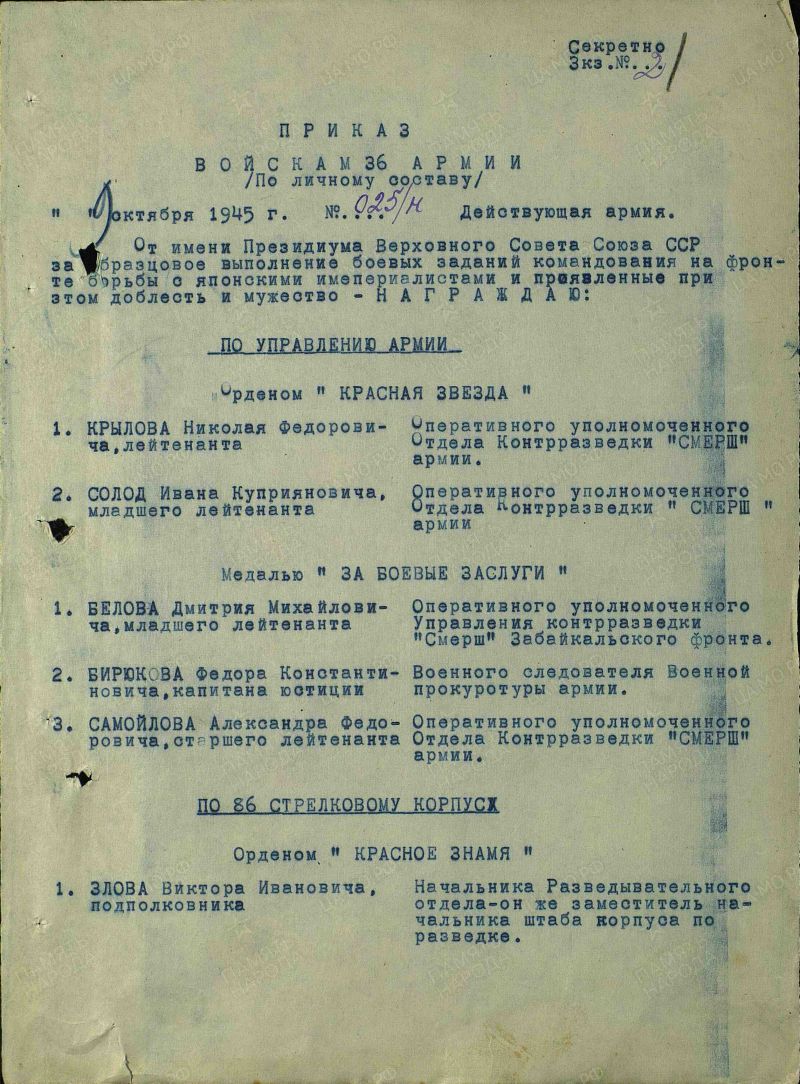 Секретно
Экз.№... 2
П Р И К А З
В О Й С К А М 36 А Р М И И
/По личному составу/
" 9 " октября 1945 г. №.... 025/н Действующая армия.
От имени Президиума Верховного Совета Союза ССР
за образцовое выполнение боевых заданий командования на фрон-
те борьбы с японскими имепериалистами и проявленные при
этом доблесть и мужество - Н А Г Р А Ж Д А Ю:
ПО УПРАВЛЕНИЮ АРМИИ
Орденом " КРАСНАЯ ЗВЕЗДА "
1. КРЫЛОВА Николая Федорови- Оперативного уполномоченного
ча,лейтенанта Отдела Контрразведки "СМЕРШ"
армии.
2. СОЛОД Ивана Куприяновича, Оперативного уполномоченного
младшего лейтенанта Отдела Контрразведки " СМЕРШ "
армии
Медалью " ЗА БОЕВЫЕ ЗАСЛУГИ "
1. БЕЛОВА Дмитрия Михайлови- Оперативного уполномоченного
ча,младшего лейтенанта Управления контрразведки
"Смерш" Забайкальского фронта.
2. БИРЮКОВА Федора Константи- Военного следователя Военной
новича,капитана юстиции прокуротуры армии.
3. САМОЙЛОВА Александра Федо- Оперативного уполномоченного
ровича,старшего лейтенанта Отдела Контрразведки "СМЕРШ"
армии.
ПО 86 СТРЕЛКОВОМУ КОРПУСУ
Орденом " КРАСНОЕ ЗНАМЯ "
1. ЗЛОВА Виктора Ивановича, Начальника Разведывательного
подполковника отдела-он же заместитель на-
чальника штаба корпуса по
разведке.